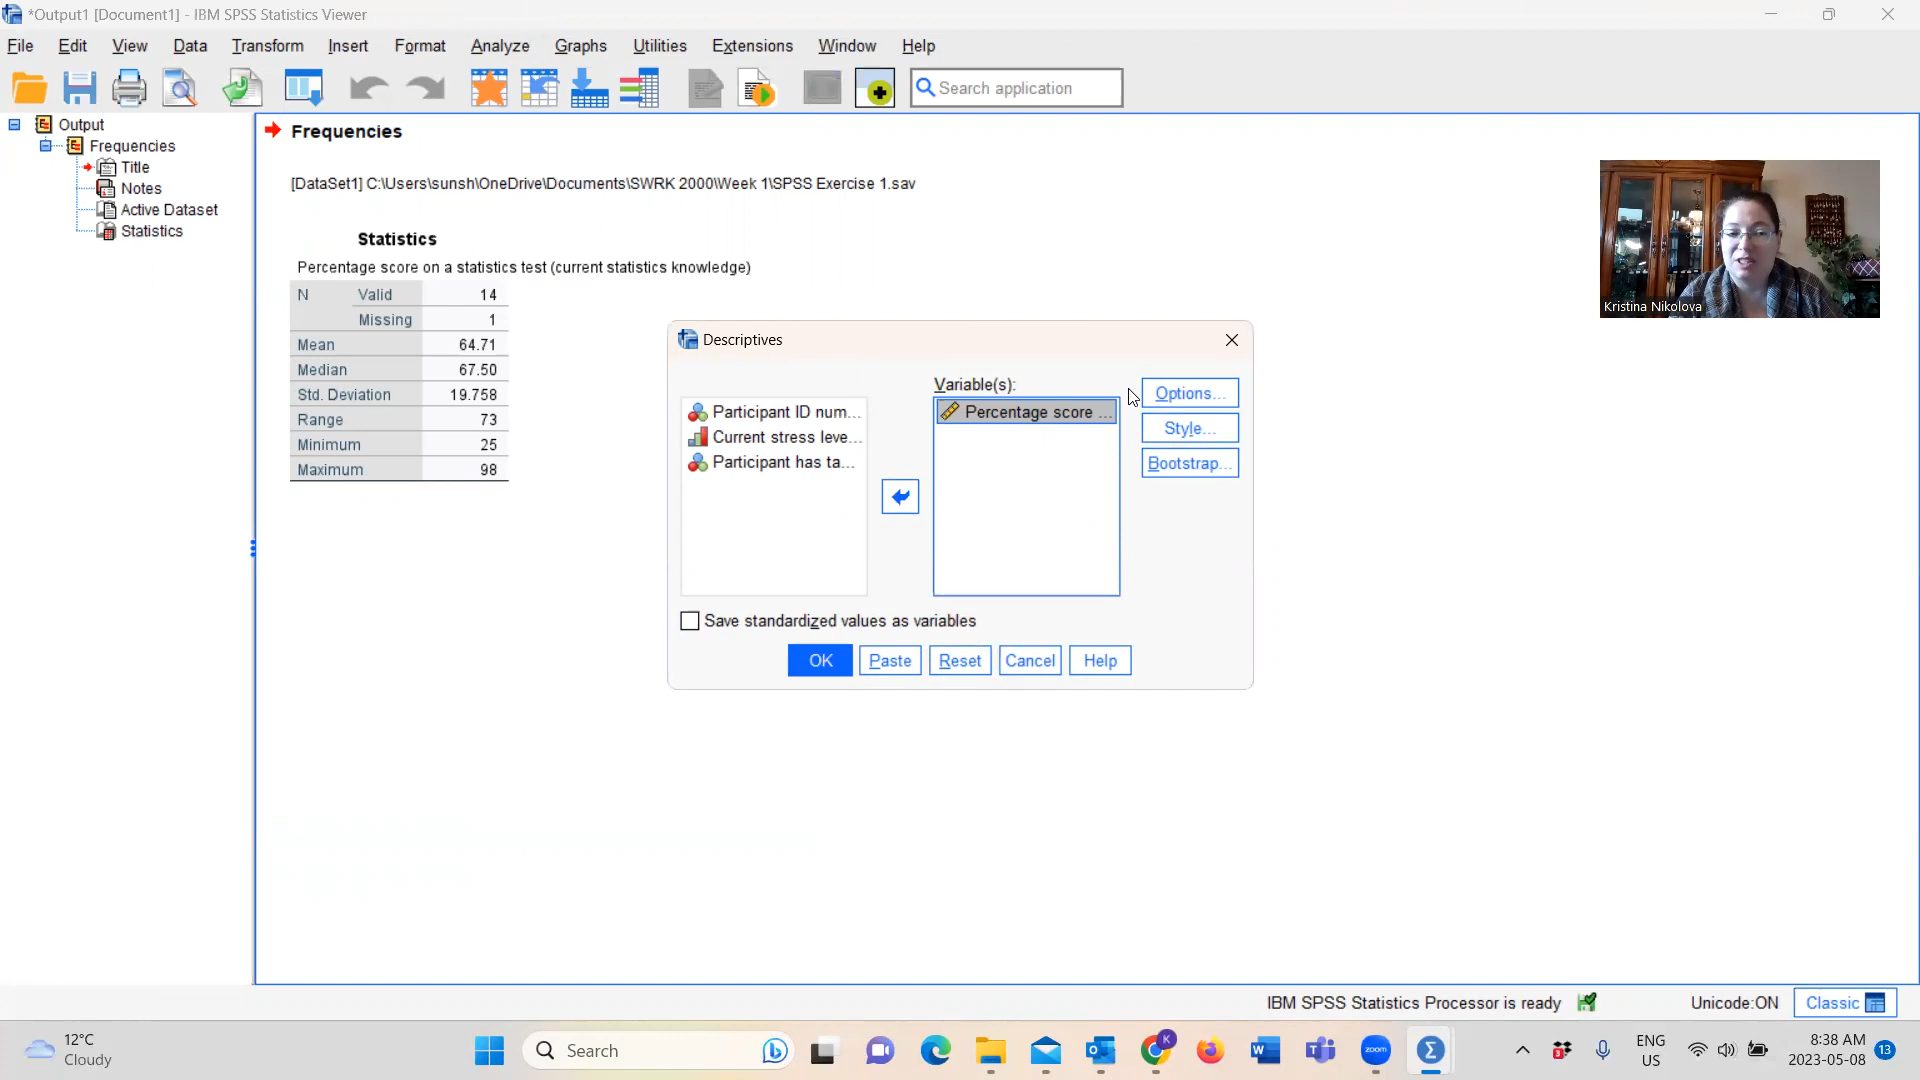 *Output1 [Document1] - IBM SPSS Statistics Viewer
File Edit View Data Transform Insert Format Analyze Graphs Utilities Extensions Window Help
Search application
Output
Frequencies
Title
Notes
Active Dataset
Statistics
Frequencies
[DataSet1] C:\Users\sunsh\OneDrive\Documents\SWRK 2000\Week 1\SPSS Exercise 1.sav
Statistics
Percentage score on a statistics test (current statistics knowledge)
N Valid 14
Missing 1
Mean 64.71
Median 67.50
Std. Deviation 19.758
Range 73
Minimum 25
Maximum 98
Kristina Nikolova
Descriptives
Variable(s):
Participant ID num...
Current stress leve...
Participant has ta...
Percentage score ...
Options...
Style...
Bootstrap...
Save standardized values as variables
OK Paste Reset Cancel Help
IBM SPSS Statistics Processor is ready
Unicode:ON
Classic
12°C
Cloudy
Search
zoom
K
3
ENG
US
8:38 AM
2023-05-08
13